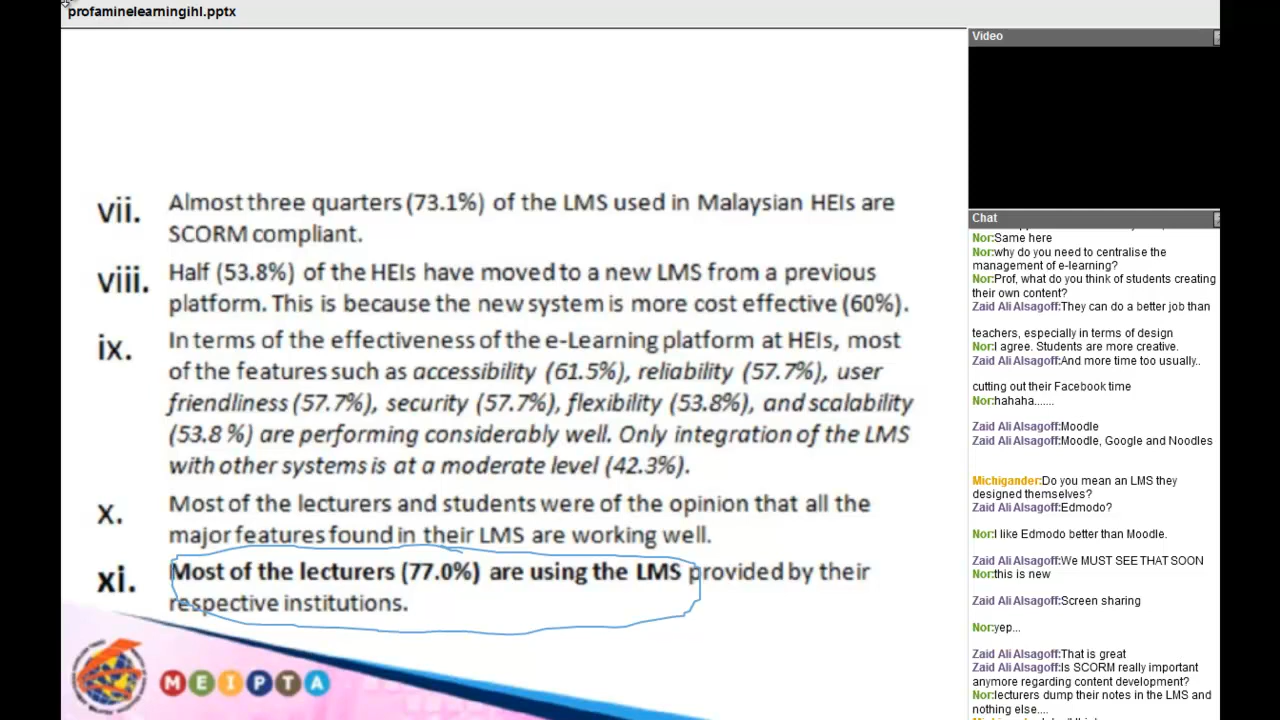 profaminelearningihl.pptx
vii. Almost three quarters (73.1%) of the LMS used in Malaysian HEIs are
SCORM compliant.
viii. Half (53.8%) of the HEIs have moved to a new LMS from a previous
platform. This is because the new system is more cost effective (60%).
ix. In terms of the effectiveness of the e-Learning platform at HEIs, most
of the features such as accessibility (61.5%), reliability (57.7%), user
friendliness (57.7%), security (57.7%), flexibility (53.8%), and scalability
(53.8 %) are performing considerably well. Only integration of the LMS
with other systems is at a moderate level (42.3%).
x. Most of the lecturers and students were of the opinion that all the
major features found in their LMS are working well.
xi. Most of the lecturers (77.0%) are using the LMS provided by their
respective institutions.
MEIPTA
Video
Chat
Nor:Same here
Nor:why do you need to centralise the
management of e-learning?
Nor:Prof, what do you think of students creating
their own content?
Zaid Ali Alsagoff:They can do a better job than
teachers, especially in terms of design
Nor:I agree. Students are more creative.
Zaid Ali Alsagoff:And more time too usually..
cutting out their Facebook time
Nor:hahaha.......
Zaid Ali Alsagoff:Moodle
Zaid Ali Alsagoff:Moodle, Google and Noodles
Michigander:Do you mean an LMS they
designed themselves?
Zaid Ali Alsagoff:Edmodo?
Nor:I like Edmodo better than Moodle.
Zaid Ali Alsagoff:We MUST SEE THAT SOON
Nor:this is new
Zaid Ali Alsagoff:Screen sharing
Nor:yep...
Zaid Ali Alsagoff:That is great
Zaid Ali Alsagoff:Is SCORM really important
anymore regarding content development?
Nor:lecturers dump their notes in the LMS and
nothing else....